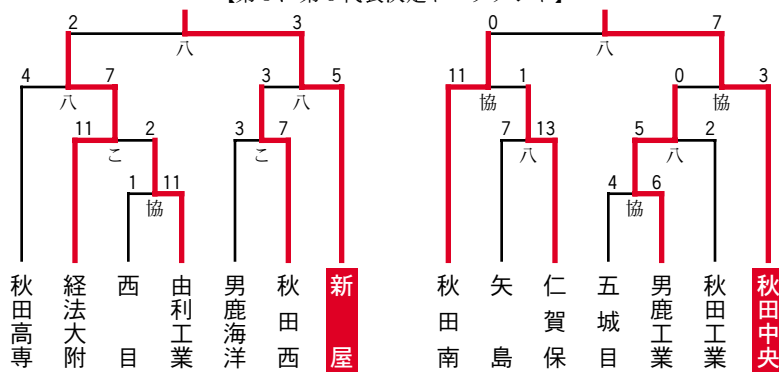 2 3 0 7
八 八
4 7 3 5 11 1 0 3
八 八 協 協
11 2 3 7 7 13 5 2
こ こ 八 八
1 11 4 6
協 協
秋田高専
経法大附
西目
由利工業
男鹿海洋
秋田西
新屋
秋田南
矢島
仁賀保
五城目
男鹿工業
秋田工業
秋田中央